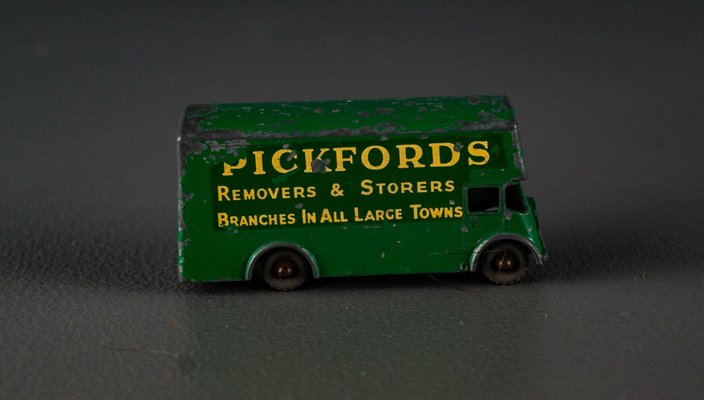 PICKFORDS
REMOVERS & STORERS
BRANCHES IN ALL LARGE TOWNS